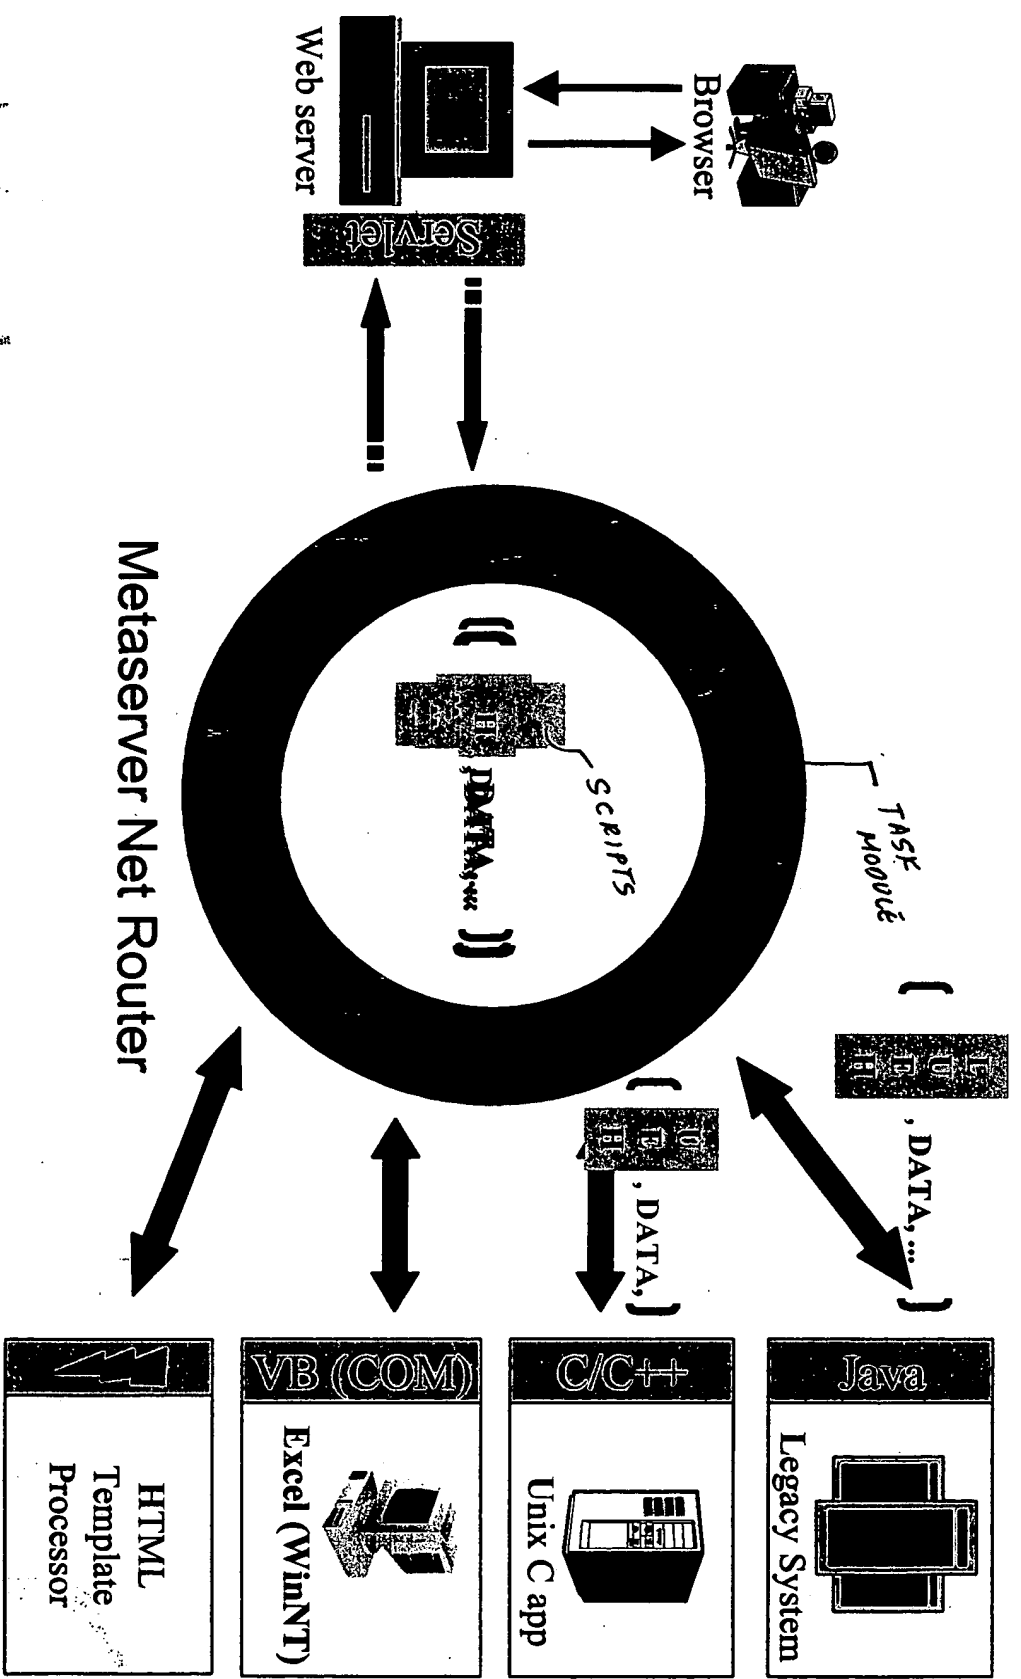 Browser
Web server
Servlet
Metaserver Net Router
TASK
MODULE
SCRIPTS
{
H
, DATA, ...
}
{
L
U
E
H
, DATA, ...
}
{
U
E
H
, DATA,
}
Java
Legacy System
C/C++
Unix C app
VB (COM)
Excel (WinNT)
HTML
Template
Processor